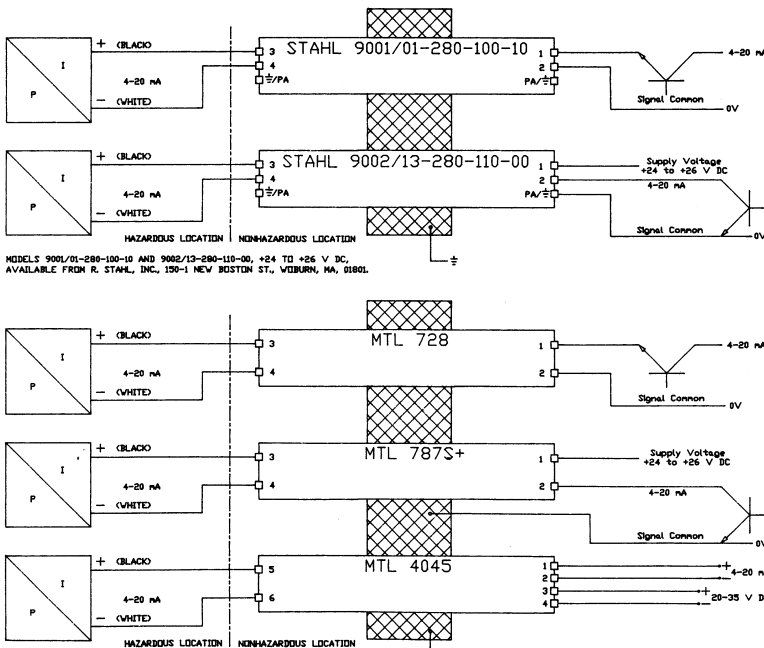 + (BLACK)
I
P
4-20 mA
- (WHITE)
3 STAHL 9001/01-280-100-10 1
4 2
⏚/PA PA/⏚
4-20 mA
Signal Common
0V
+ (BLACK)
I
P
4-20 mA
- (WHITE)
3 STAHL 9002/13-280-110-00 1
4 2
⏚/PA PA/⏚
Supply Voltage
+24 to +26 V DC
4-20 mA
Signal Common
0V
HAZARDOUS LOCATION NONHAZARDOUS LOCATION
MODELS 9001/01-280-100-10 AND 9002/13-280-110-00, +24 TO +26 V DC,
AVAILABLE FROM R. STAHL, INC., 150-1 NEW BOSTON ST., WOBURN, MA, 01801.
+ (BLACK)
I
P
4-20 mA
- (WHITE)
3 MTL 728 1
4 2
4-20 mA
Signal Common
0V
+ (BLACK)
I
P
4-20 mA
- (WHITE)
3 MTL 787S+ 1
4 2
Supply Voltage
+24 to +26 V DC
4-20 mA
Signal Common
0V
+ (BLACK)
I
P
4-20 mA
- (WHITE)
5 MTL 4045 1
6 2
3
4
+ 4-20 m
-
+ 20-35 V D
-
HAZARDOUS LOCATION NONHAZARDOUS LOCATION